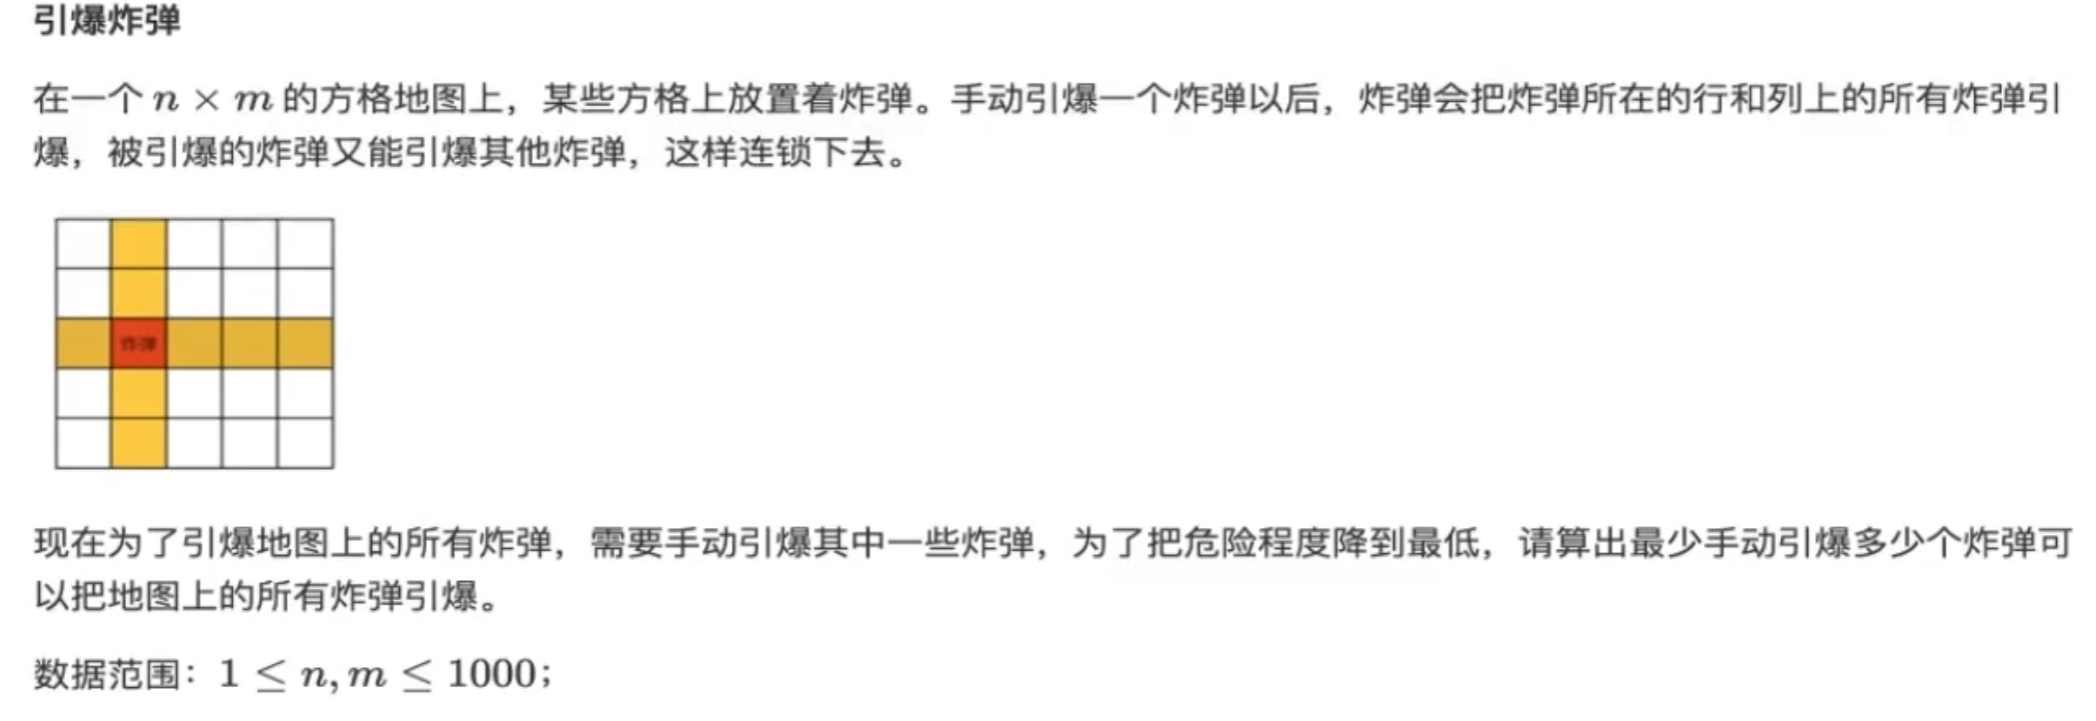 引爆炸弹
在一个 n × m 的方格地图上，某些方格上放置着炸弹。手动引爆一个炸弹以后，炸弹会把炸弹所在的行和列上的所有炸弹引
爆，被引爆的炸弹又能引爆其他炸弹，这样连锁下去。
炸弹
现在为了引爆地图上的所有炸弹，需要手动引爆其中一些炸弹，为了把危险程度降到最低，请算出最少手动引爆多少个炸弹可
以把地图上的所有炸弹引爆。
数据范围：1 ≤ n, m ≤ 1000；